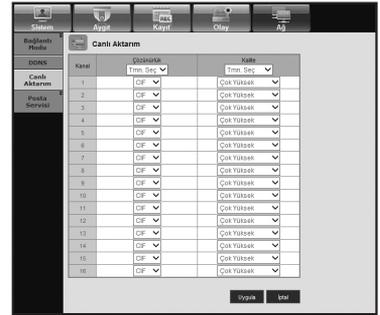 Sistem Aygıt Kayıt Olay Ağ
REC
Bağlantı Modu
DDNS
Canlı Aktarım
Posta Servisi
Canlı Aktarım
Kanal Çözünürlük Kalite
Tmn. Seç Tmn. Seç
1 CIF Çok Yüksek
2 CIF Çok Yüksek
3 CIF Çok Yüksek
4 CIF Çok Yüksek
5 CIF Çok Yüksek
6 CIF Çok Yüksek
7 CIF Çok Yüksek
8 CIF Çok Yüksek
9 CIF Çok Yüksek
10 CIF Çok Yüksek
11 CIF Çok Yüksek
12 CIF Çok Yüksek
13 CIF Çok Yüksek
14 CIF Çok Yüksek
15 CIF Çok Yüksek
16 CIF Çok Yüksek
Uygula İptal